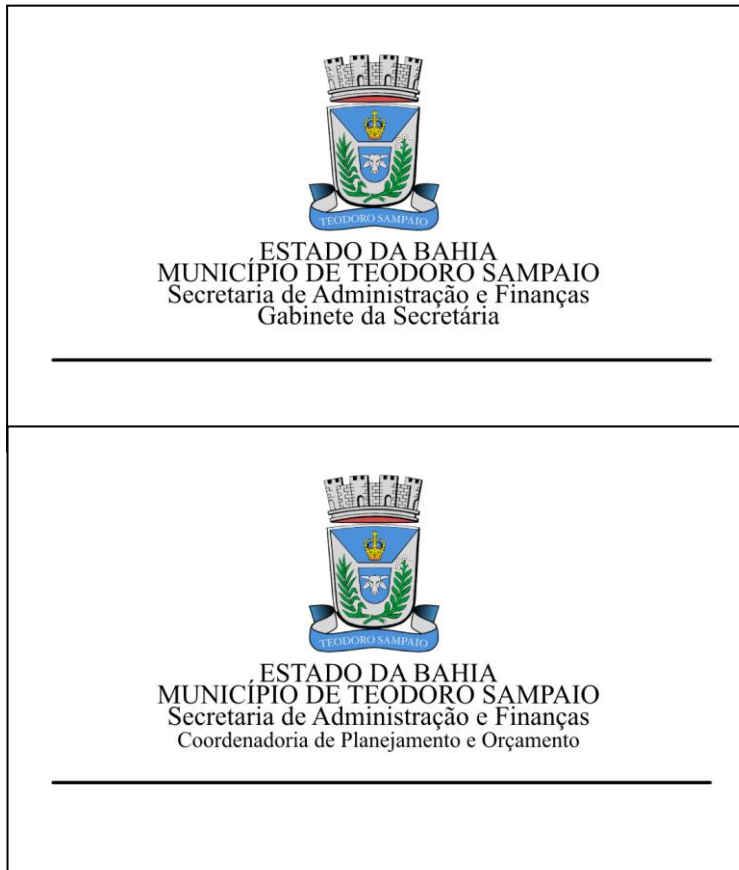 TEODORO SAMPAIO
ESTADO DA BAHIA
MUNICÍPIO DE TEODORO SAMPAIO
Secretaria de Administração e Finanças
Gabinete da Secretária
TEODORO SAMPAIO
ESTADO DA BAHIA
MUNICÍPIO DE TEODORO SAMPAIO
Secretaria de Administração e Finanças
Coordenadoria de Planejamento e Orçamento